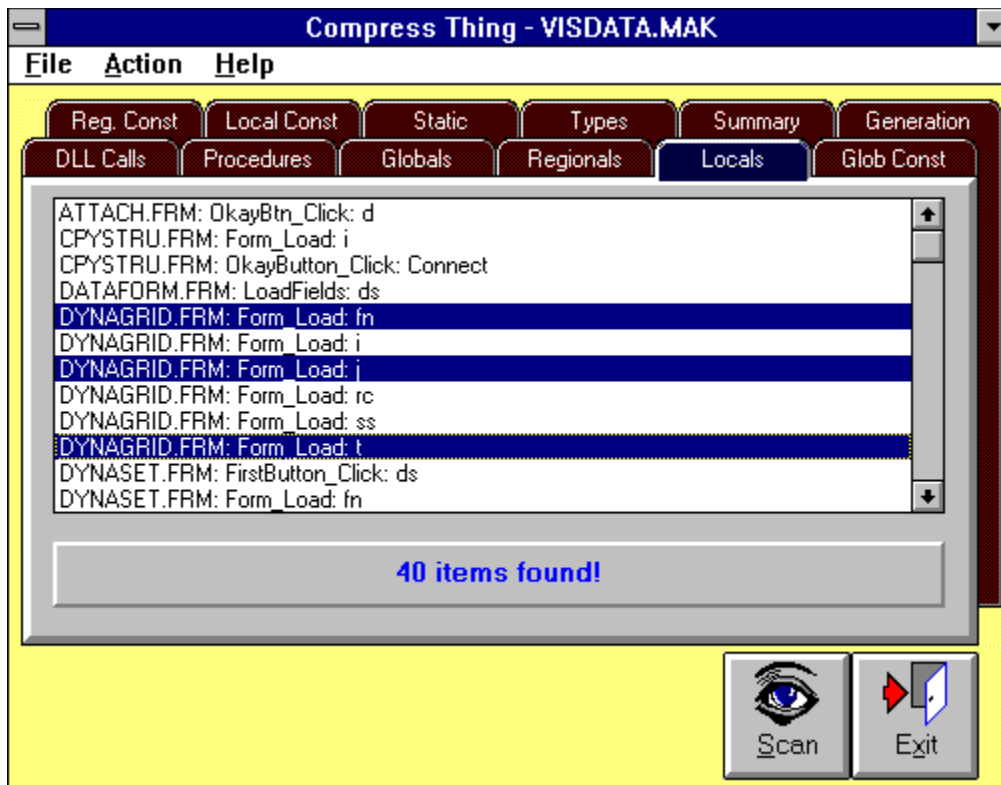 Compress Thing - VISDATA.MAK
File Action Help
Reg. Const Local Const Static Types Summary Generation
DLL Calls Procedures Globals Regionals Locals Glob Const
ATTACH.FRM: OkayBtn_Click: d
CPYSTRU.FRM: Form_Load: i
CPYSTRU.FRM: OkayButton_Click: Connect
DATAFORM.FRM: LoadFields: ds
DYNAGRID.FRM: Form_Load: fn
DYNAGRID.FRM: Form_Load: i
DYNAGRID.FRM: Form_Load: j
DYNAGRID.FRM: Form_Load: rc
DYNAGRID.FRM: Form_Load: ss
DYNAGRID.FRM: Form_Load: t
DYNASET.FRM: FirstButton_Click: ds
DYNASET.FRM: Form_Load: fn
40 items found!
Scan Exit